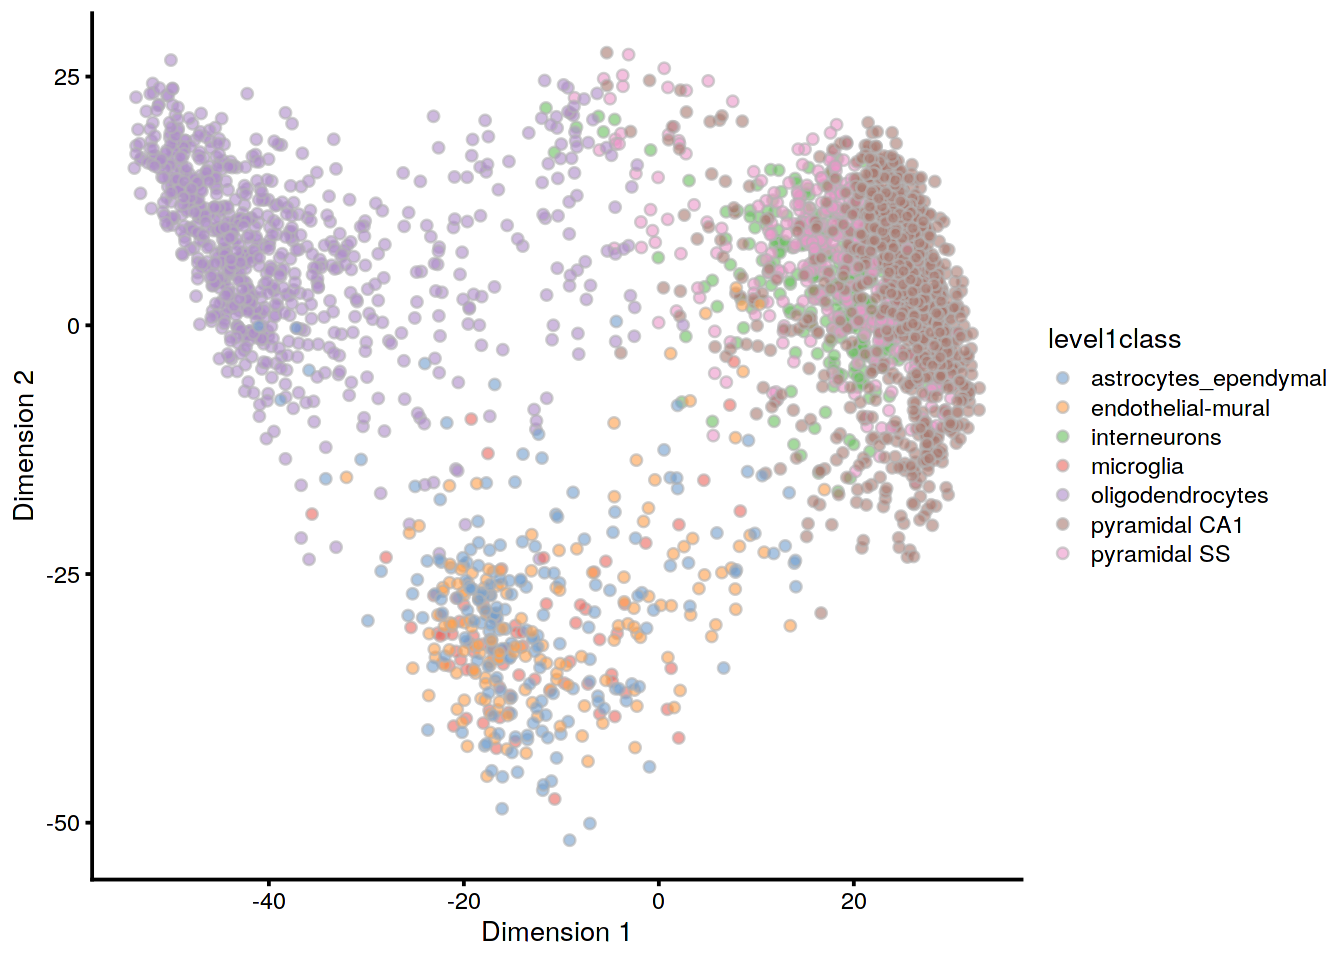 25
0
-25
-50
Dimension 2
-40
-20
0
20
Dimension 1
level1class
astrocytes_ependymal
endothelial-mural
interneurons
microglia
oligodendrocytes
pyramidal CA1
pyramidal SS